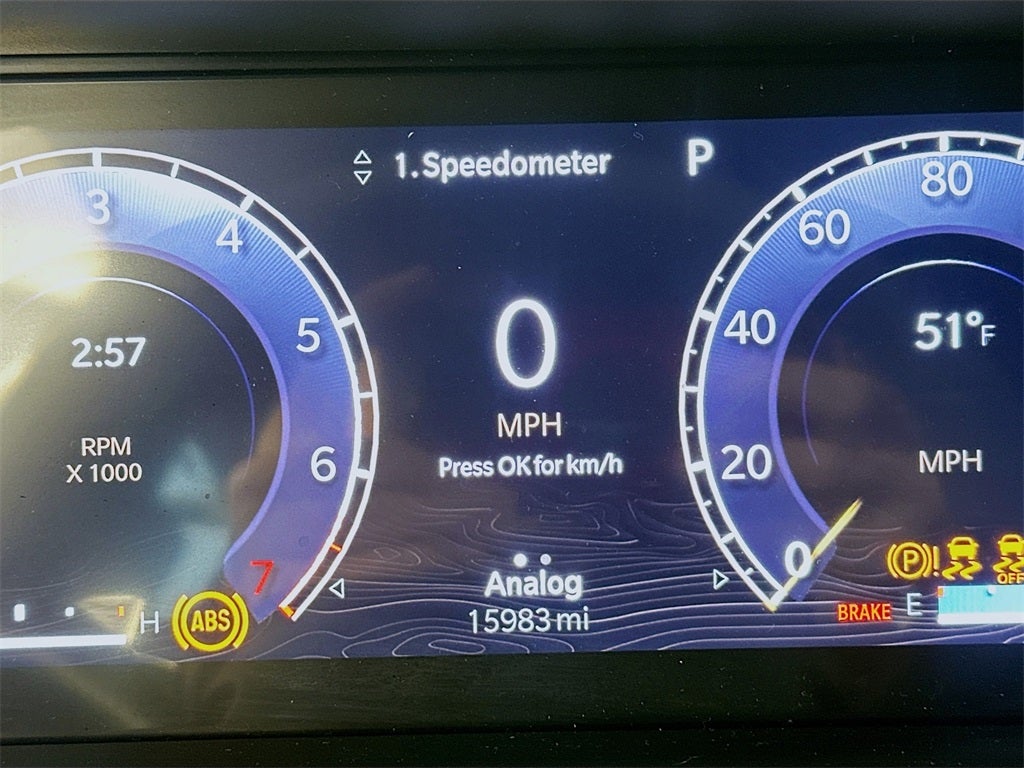 1.Speedometer
P
3
4
5
6
7
2:57
RPM
X 1000
H
ABS
0
MPH
Press OK for km/h
Analog
15983 mi
80
60
40
20
0
51°F
MPH
(P)!
OFF
BRAKE
E